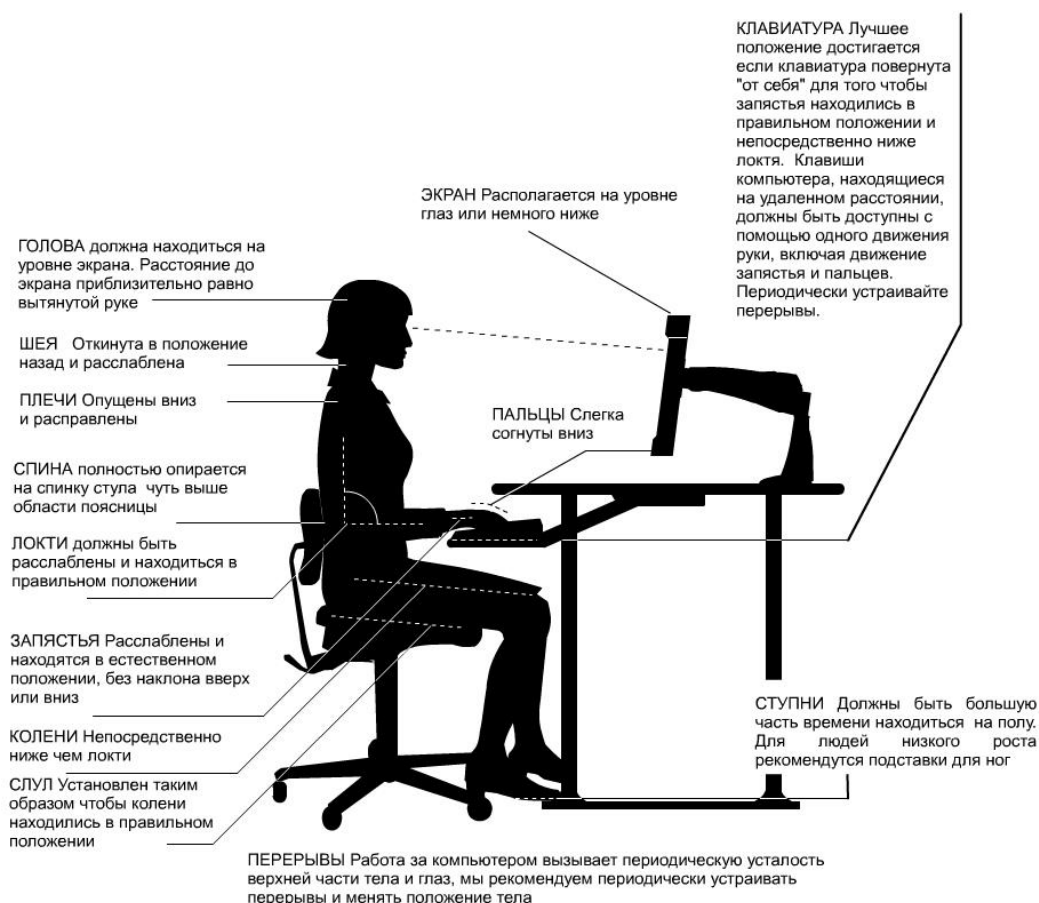 КЛАВИАТУРА Лучшее
положение достигается
если клавиатура повернута
"от себя" для того чтобы
запястья находились в
правильном положении и
непосредственно ниже
локтя. Клавиши
компьютера, находящиеся
на удаленном расстоянии,
должны быть доступны с
помощью одного движения
руки, включая движение
запястья и пальцев.
Периодически устраивайте
перерывы.
ЭКРАН Располагается на уровне
глаз или немного ниже
ГОЛОВА должна находиться на
уровне экрана. Расстояние до
экрана приблизительно равно
вытянутой руке
ШЕЯ Откинута в положение
назад и расслаблена
ПЛЕЧИ Опущены вниз
и расправлены
ПАЛЬЦЫ Слегка
согнуты вниз
СПИНА полностью опирается
на спинку стула чуть выше
области поясницы
ЛОКТИ должны быть
расслаблены и находиться в
правильном положении
ЗАПЯСТЬЯ Расслаблены и
находятся в естественном
положении, без наклона вверх
или вниз
КОЛЕНИ Непосредственно
ниже чем локти
СЛУЛ Установлен таким
образом чтобы колени
находились в правильном
положении
СТУПНИ Должны быть большую
часть времени находиться на полу.
Для людей низкого роста
рекомендутся подставки для ног
ПЕРЕРЫВЫ Работа за компьютером вызывает периодическую усталость
верхней части тела и глаз, мы рекомендуем периодически устраивать
перерывы и менять положение тела